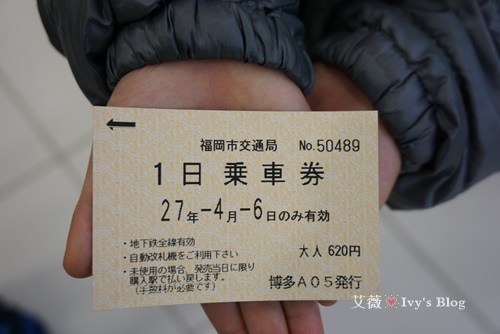 福岡市交通局 No.50489
1日乗車券
27年-4月-6日のみ有効
・地下鉄全線有効
・自動改札機をご利用下さい
大人 620円
・未使用の場合、発売当日に限り
購入駅で払い戻します。
(手数料が必要です)
博多A05発行
艾薇Ivy's Blog